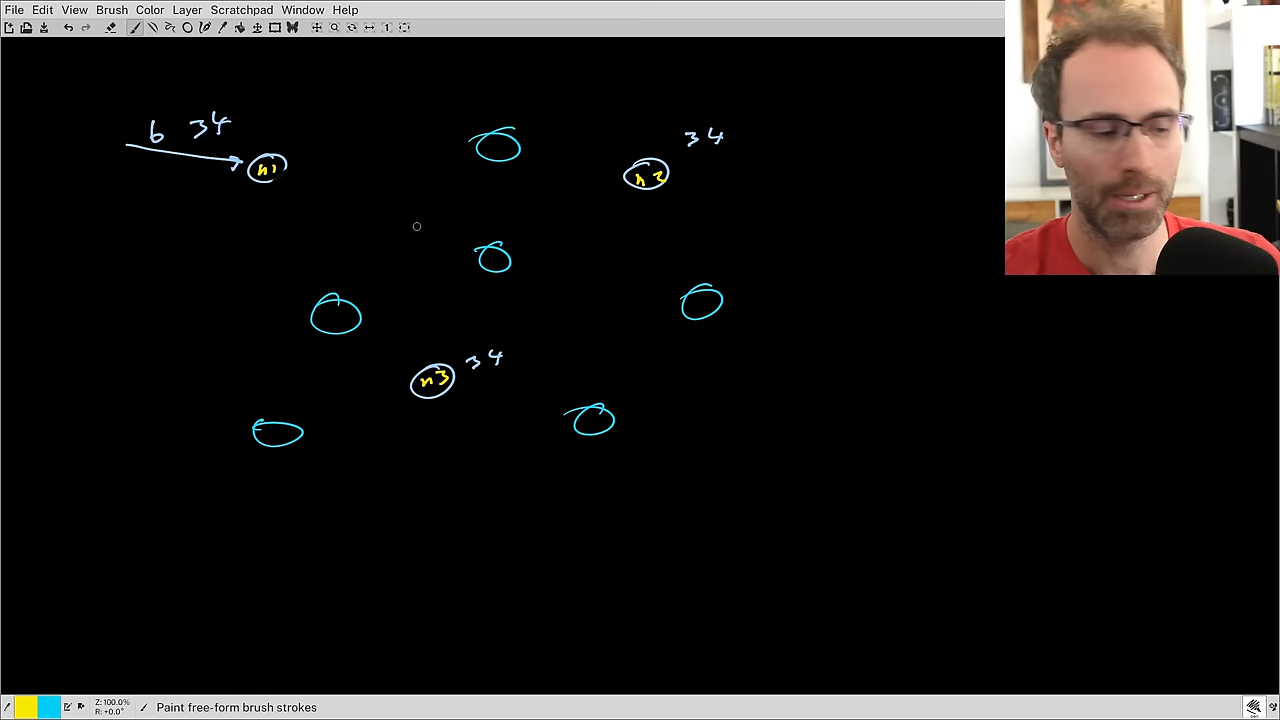 File Edit View Brush Color Layer Scratchpad Window Help
6 34
n1
34
n2
34
n3
Z: 100.0%
R: +0.0°
Paint free-form brush strokes